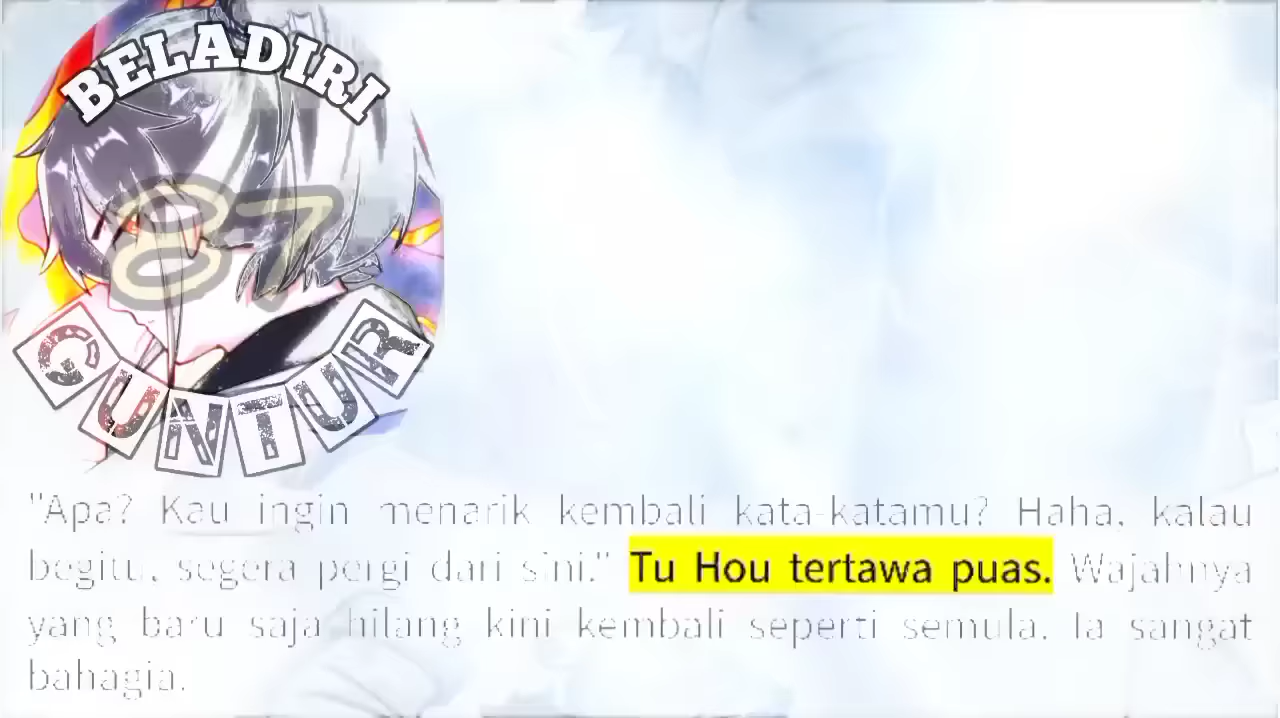 BELADIRI
87
GUNTUR
"Apa? Kau ingin menarik kembali kata-katamu? Haha, kalau
begitu, segera pergi dari sini." Tu Hou tertawa puas. Wajahnya
yang baru saja hilang kini kembali seperti semula. Ia sangat
bahagia.